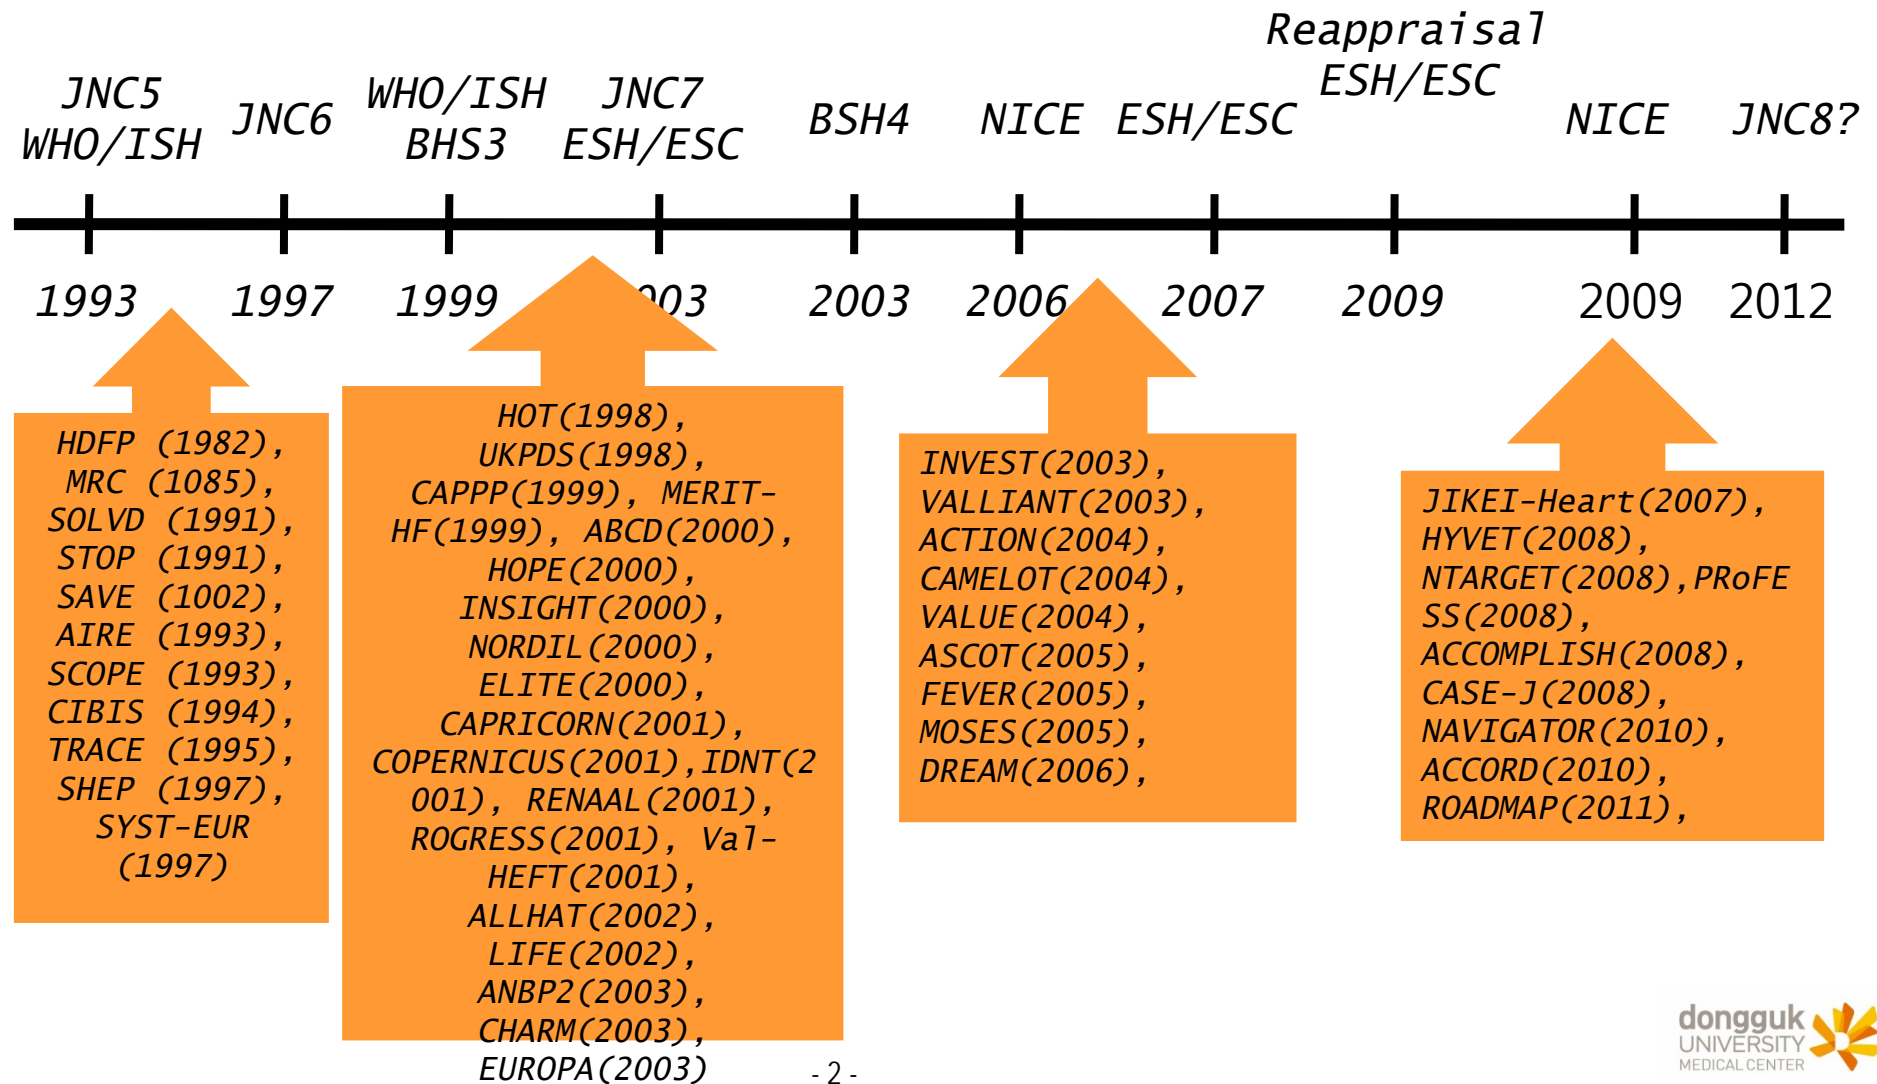 Reappraisal
ESH/ESC
JNC5
WHO/ISH
JNC6
WHO/ISH
BHS3
JNC7
ESH/ESC
BSH4
NICE
ESH/ESC
NICE
JNC8?
1993
1997
1999
03
2003
2006
2007
2009
2009
2012
HDFP (1982),
MRC (1085),
SOLVD (1991),
STOP (1991),
SAVE (1002),
AIRE (1993),
SCOPE (1993),
CIBIS (1994),
TRACE (1995),
SHEP (1997),
SYST-EUR
(1997)
HOT(1998),
UKPDS(1998),
CAPPP(1999), MERIT-
HF(1999), ABCD(2000),
HOPE(2000),
INSIGHT(2000),
NORDIL(2000),
ELITE(2000),
CAPRICORN(2001),
COPERNICUS(2001),IDNT(2
001), RENAAL(2001),
ROGRESS(2001), Val-
HEFT(2001),
ALLHAT(2002),
LIFE(2002),
ANBP2(2003),
CHARM(2003),
EUROPA(2003)
INVEST(2003),
VALLIANT(2003),
ACTION(2004),
CAMELOT(2004),
VALUE(2004),
ASCOT(2005),
FEVER(2005),
MOSES(2005),
DREAM(2006),
JIKEI-Heart(2007),
HYVET(2008),
NTARGET(2008),PRoFE
SS(2008),
ACCOMPLISH(2008),
CASE-J(2008),
NAVIGATOR(2010),
ACCORD(2010),
ROADMAP(2011),
- 2 -
dongguk
UNIVERSITY
MEDICAL CENTER